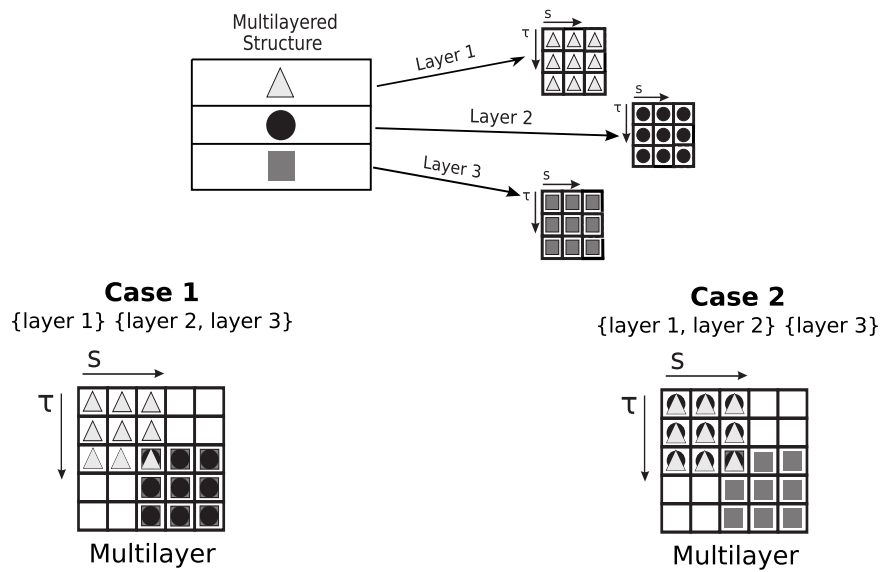 Multilayered
Structure
Layer 1
Layer 2
Layer 3
s
τ
s
τ
s
τ
Case 1
{layer 1} {layer 2, layer 3}
s
τ
Multilayer
Case 2
{layer 1, layer 2} {layer 3}
s
τ
Multilayer